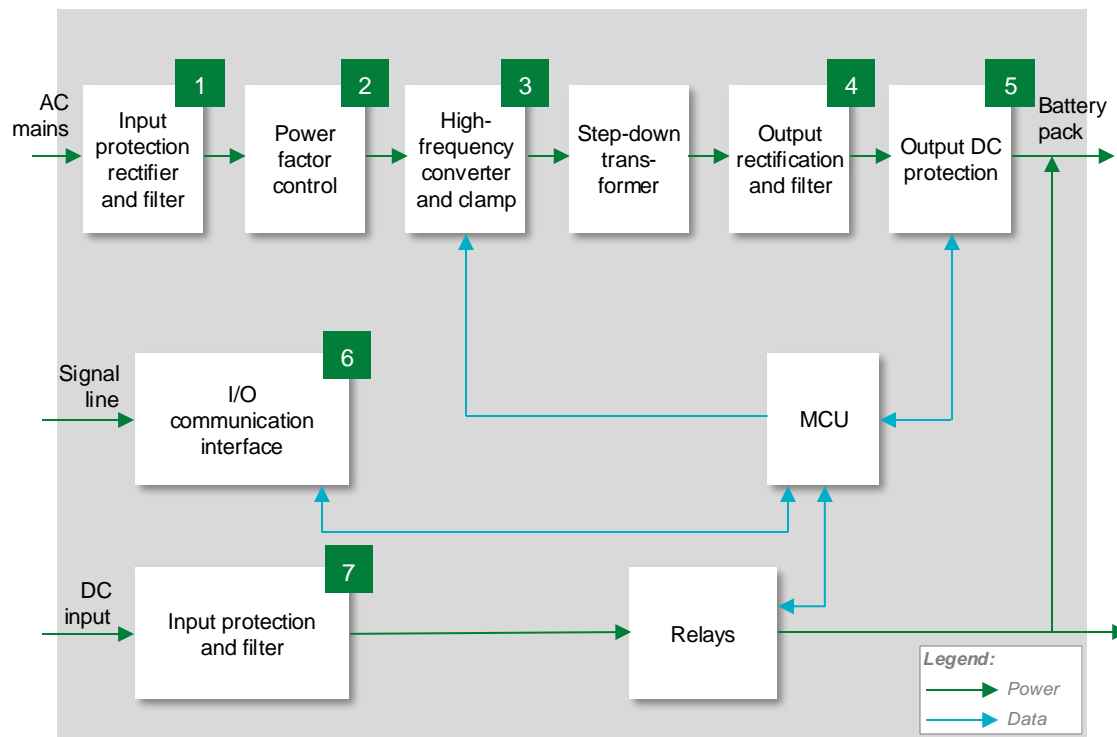 1
2
3
4
5
AC
mains
Input
protection
rectifier
and filter
Power
factor
control
High-
frequency
converter
and clamp
Step-down
trans-
former
Output
rectification
and filter
Output DC
protection
Battery
pack
6
Signal
line
I/O
communication
interface
MCU
7
DC
input
Input protection
and filter
Relays
Legend:
Power
Data